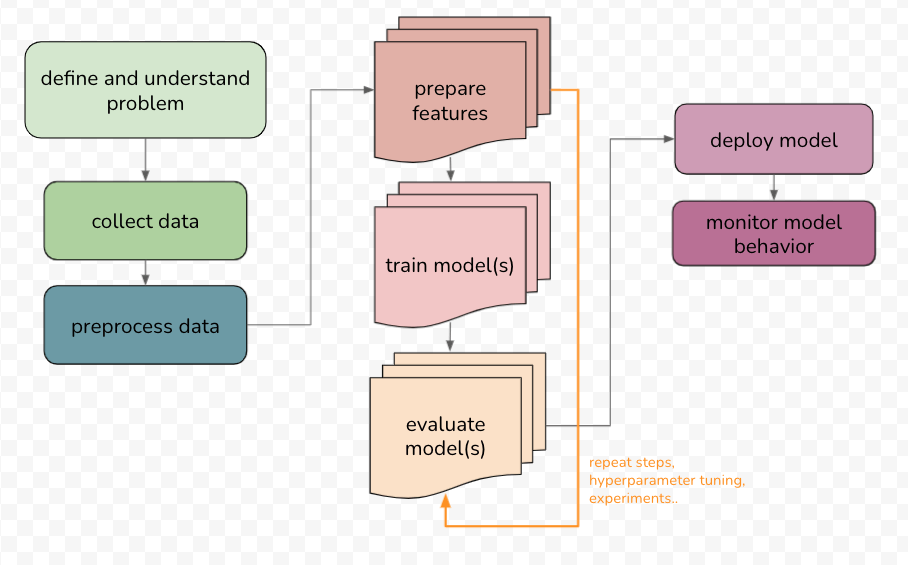 define and understand
problem
collect data
preprocess data
prepare
features
train model(s)
evaluate
model(s)
repeat steps,
hyperparameter tuning,
experiments..
deploy model
monitor model
behavior